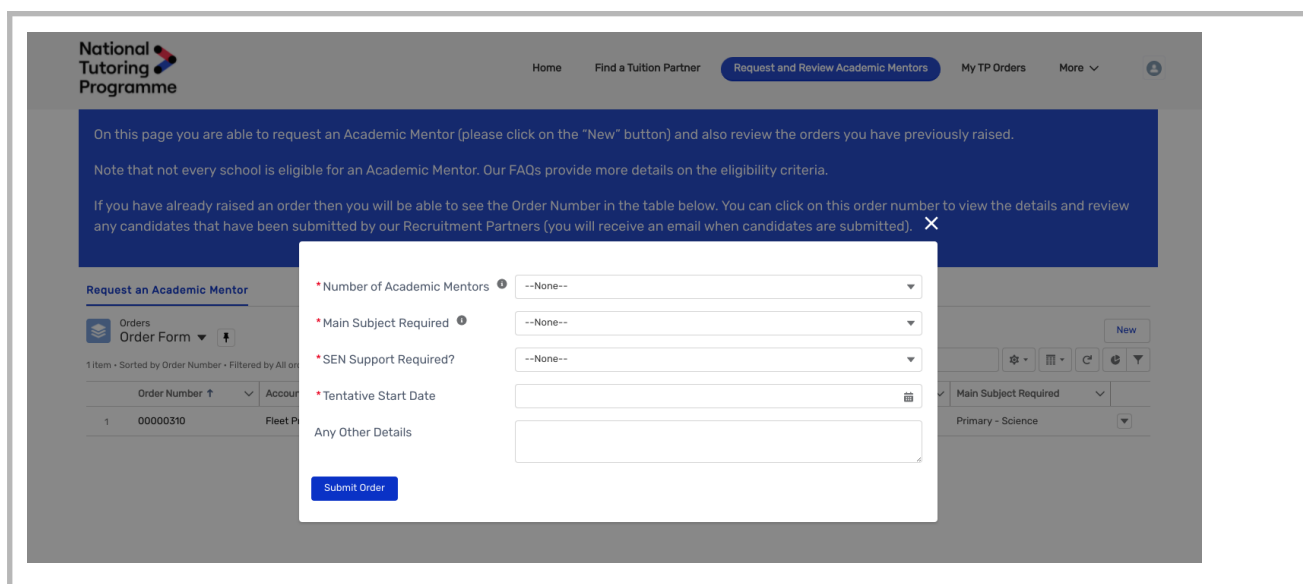 National
Tutoring
Programme
Home Find a Tuition Partner Request and Review Academic Mentors My TP Orders More
On this page you are able to request an Academic Mentor (please click on the “New” button) and also review the orders you have previously raised.
Note that not every school is eligible for an Academic Mentor. Our FAQs provide more details on the eligibility criteria.
If you have already raised an order then you will be able to see the Order Number in the table below. You can click on this order number to view the details and review
any candidates that have been submitted by our Recruitment Partners (you will receive an email when candidates are submitted).
Request an Academic Mentor
Orders
Order Form
New
1 item • Sorted by Order Number • Filtered by All
Order Number Main Subject Required
1 00000310 Fleet Primary - Science
*Number of Academic Mentors --None--
*Main Subject Required --None--
*SEN Support Required? --None--
*Tentative Start Date
Any Other Details
Submit Order